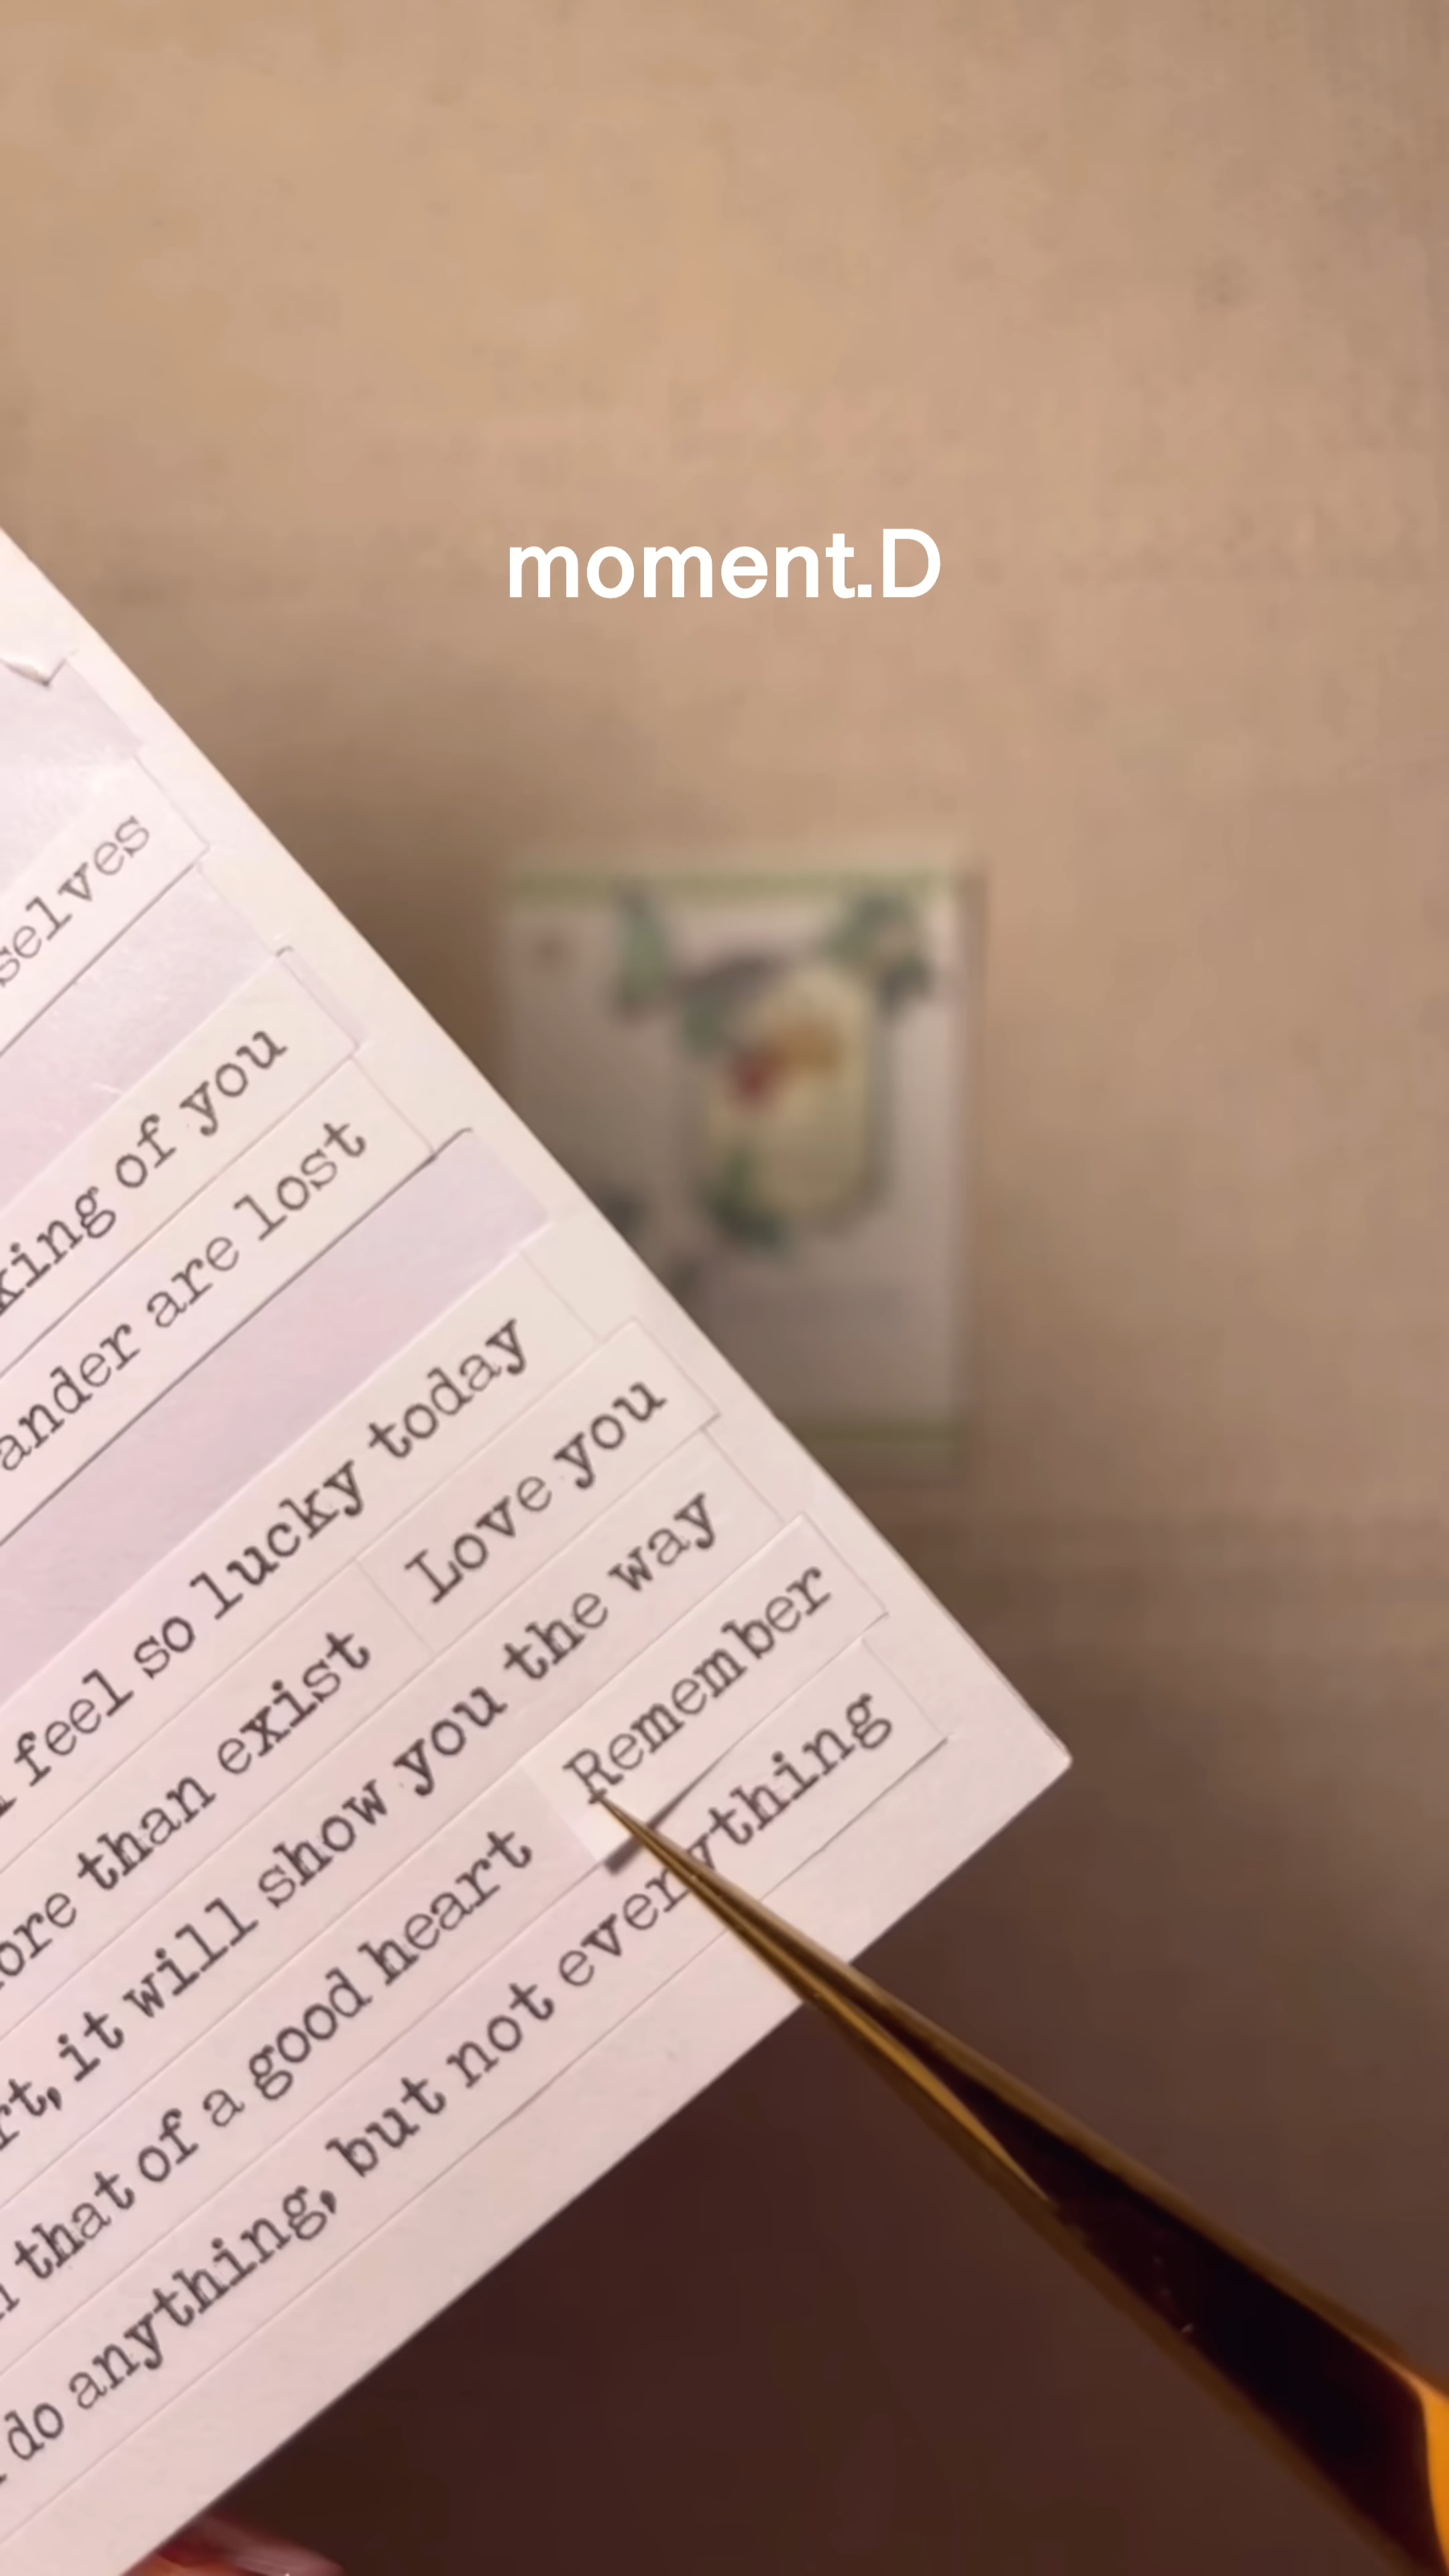 moment.D
selves
king of you
ander are lost
feel so lucky today
ore than exist
Love you
rt, it will show you the way
that of a good heart
Remember
do anything, but not everything